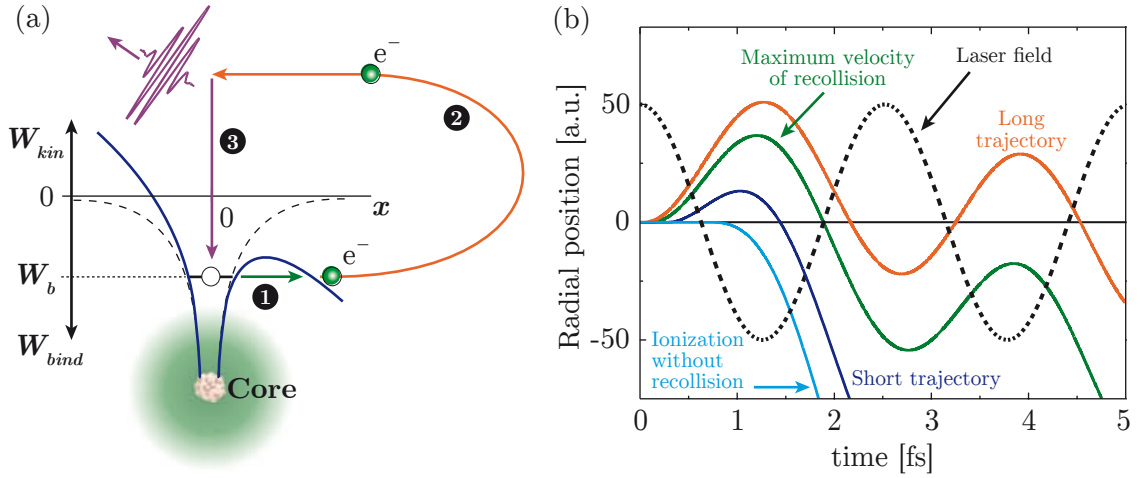 (a)
e⁻
2
W_kin
3
0
0
x
e⁻
W_b
1
W_bind
Core
(b)
Maximum velocity
of recollision
Laser field
Long
trajectory
Ionization
without
recollision
Short trajectory
Radial position [a.u.]
50
0
-50
0 1 2 3 4 5
time [fs]